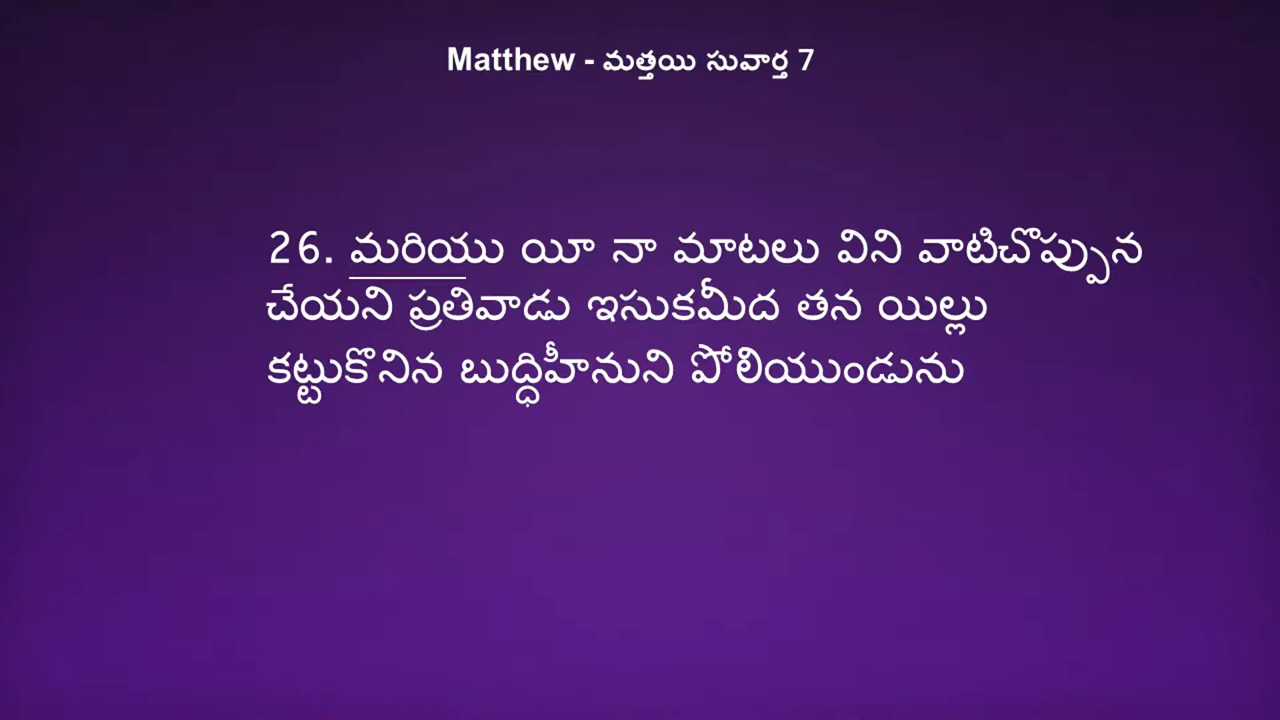 Matthew - మత్తయి సువార్త 7
26. మరియు యీ నా మాటలు విని వాటిచొప్పున
చేయని ప్రతివాడు ఇసుకమీద తన యిల్లు
కట్టుకొనిన బుద్ధిహీనుని పోలియుండును